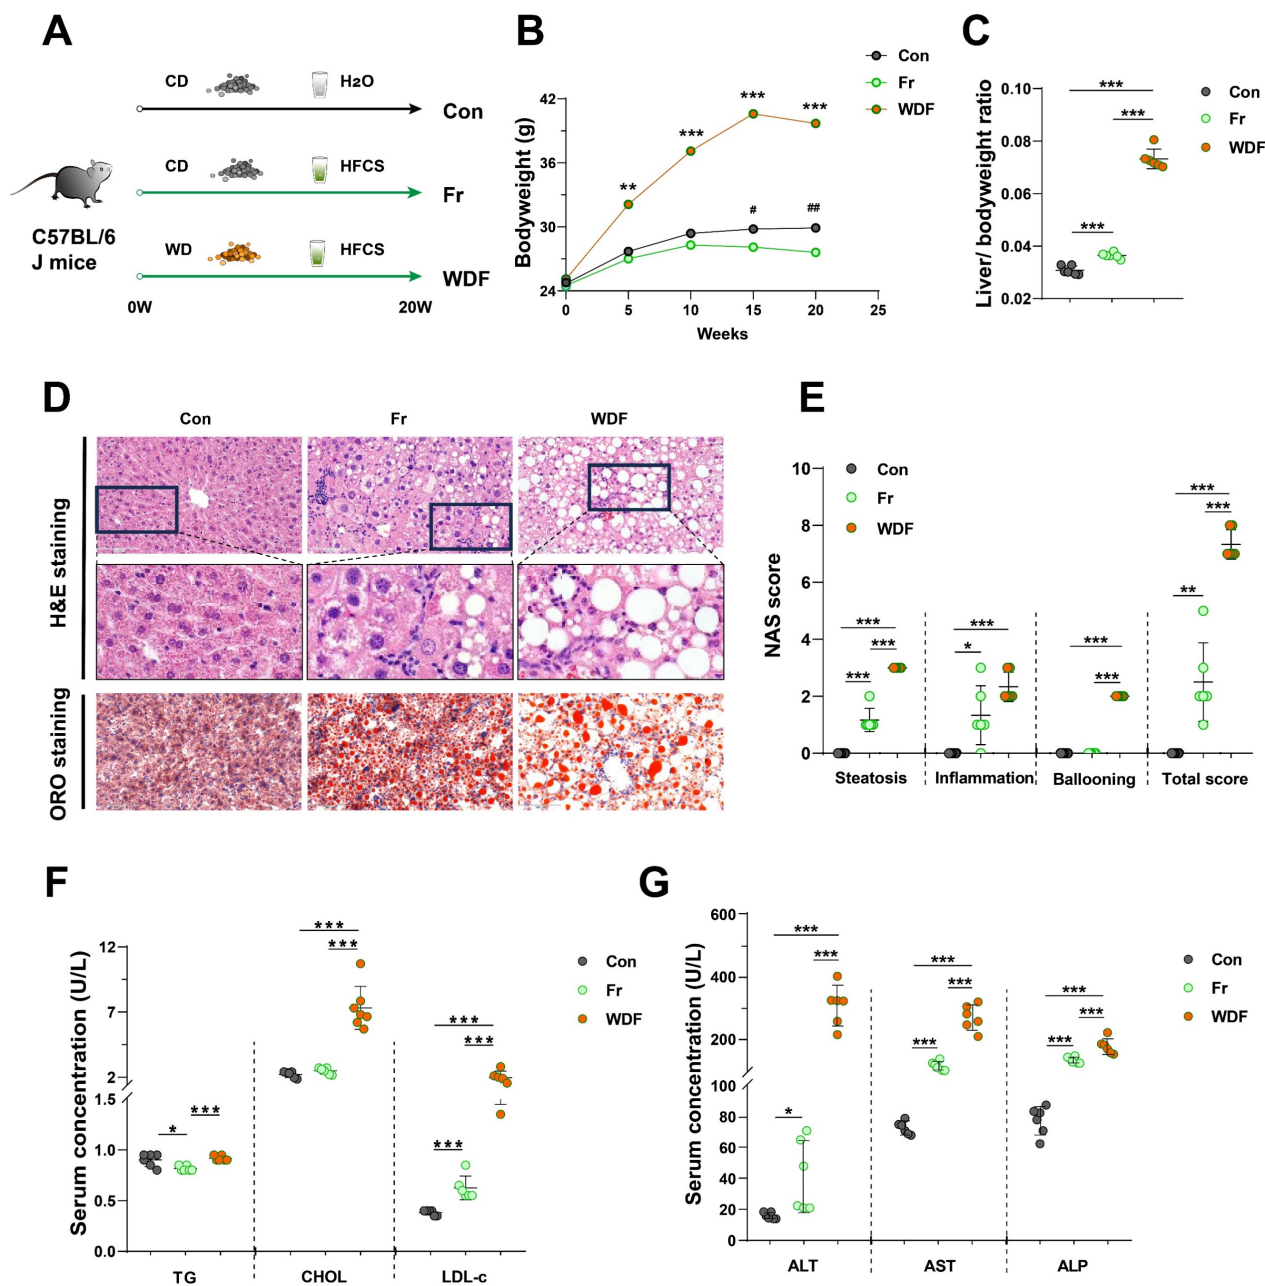 A
CD
H2O
Con
CD
HFCS
Fr
WD
HFCS
WDF
C57BL/6
J mice
0W
20W
B
Con
Fr
WDF
Bodyweight (g)
42
36
30
24
**
***
***
***
#
##
0
5
10
15
20
25
Weeks
C
Liver/ bodyweight ratio
0.10
0.08
0.06
0.04
0.02
***
***
***
Con
Fr
WDF
D
Con
Fr
WDF
H&E staining
ORO staining
E
NAS score
10
8
6
4
2
0
Con
Fr
WDF
***
***
***
***
*
***
***
***
***
**
Steatosis
Inflammation
Ballooning
Total score
F
Serum concentration (U/L)
12
7
2
1.5
1.0
0.5
0.0
*
***
***
***
***
***
***
TG
CHOL
LDL-c
Con
Fr
WDF
G
Serum concentration (U/L)
600
400
200
100
80
60
40
20
0
***
***
*
***
***
***
***
***
***
ALT
AST
ALP
Con
Fr
WDF